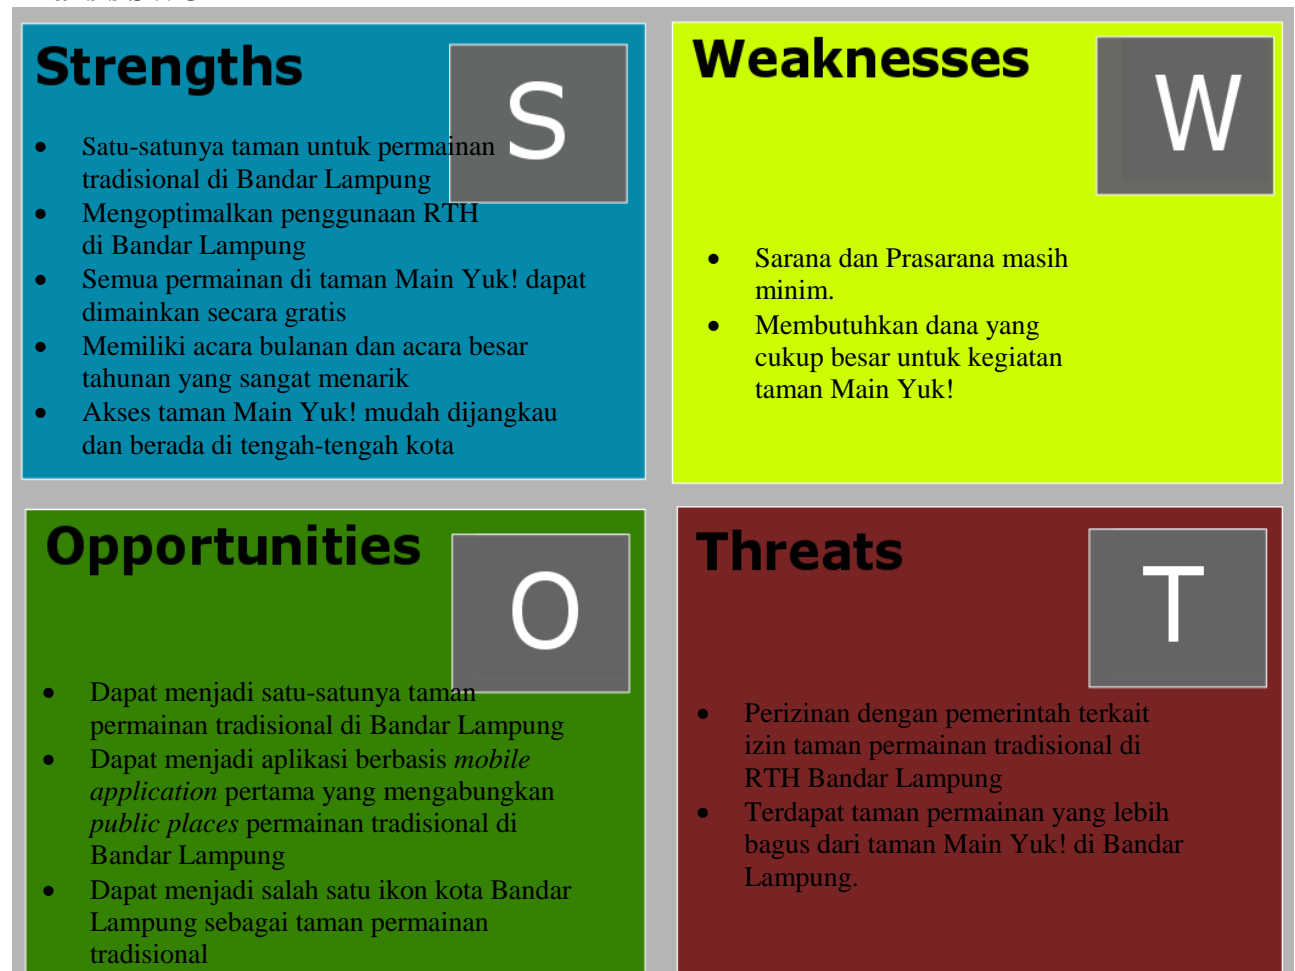 Strengths
S
• Satu-satunya taman untuk permainan
tradisional di Bandar Lampung
• Mengoptimalkan penggunaan RTH
di Bandar Lampung
• Semua permainan di taman Main Yuk! dapat
dimainkan secara gratis
• Memiliki acara bulanan dan acara besar
tahunan yang sangat menarik
• Akses taman Main Yuk! mudah dijangkau
dan berada di tengah-tengah kota
Weaknesses
W
• Sarana dan Prasarana masih
minim.
• Membutuhkan dana yang
cukup besar untuk kegiatan
taman Main Yuk!
Opportunities
O
• Dapat menjadi satu-satunya taman
permainan tradisional di Bandar Lampung
• Dapat menjadi aplikasi berbasis mobile
application pertama yang mengabungkan
public places permainan tradisional di
Bandar Lampung
• Dapat menjadi salah satu ikon kota Bandar
Lampung sebagai taman permainan
tradisional
Threats
T
• Perizinan dengan pemerintah terkait
izin taman permainan tradisional di
RTH Bandar Lampung
• Terdapat taman permainan yang lebih
bagus dari taman Main Yuk! di Bandar
Lampung.